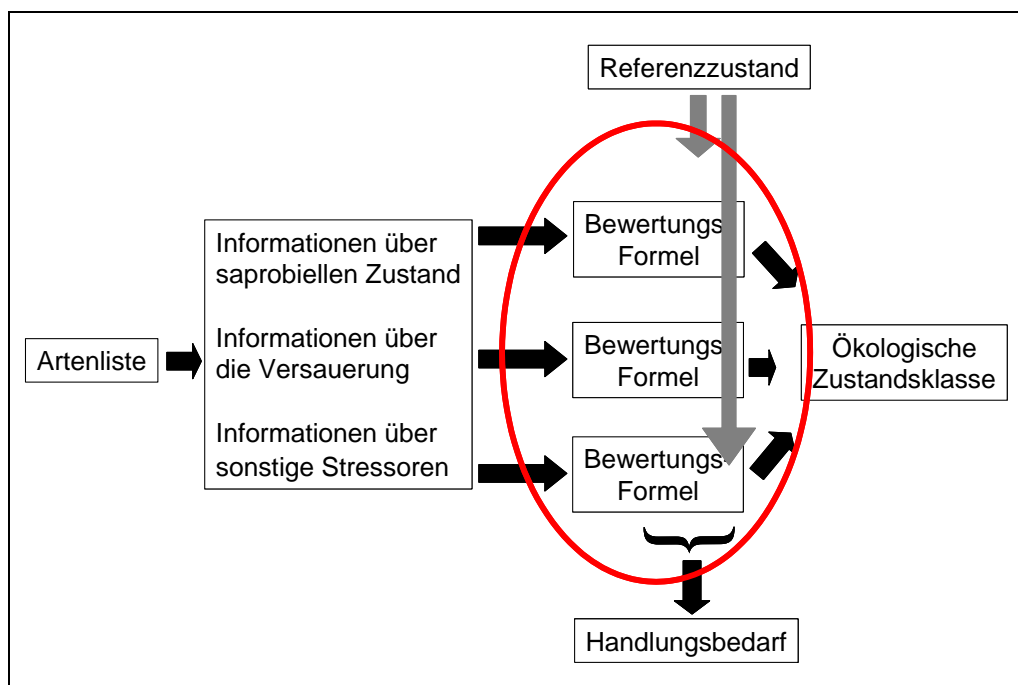 Referenzzustand
Informationen über
saprobiellen Zustand
Informationen über
die Versauerung
Informationen über
sonstige Stressoren
Artenliste
Bewertungs-
Formel
Bewertungs-
Formel
Bewertungs-
Formel
Ökologische
Zustandsklasse
Handlungsbedarf